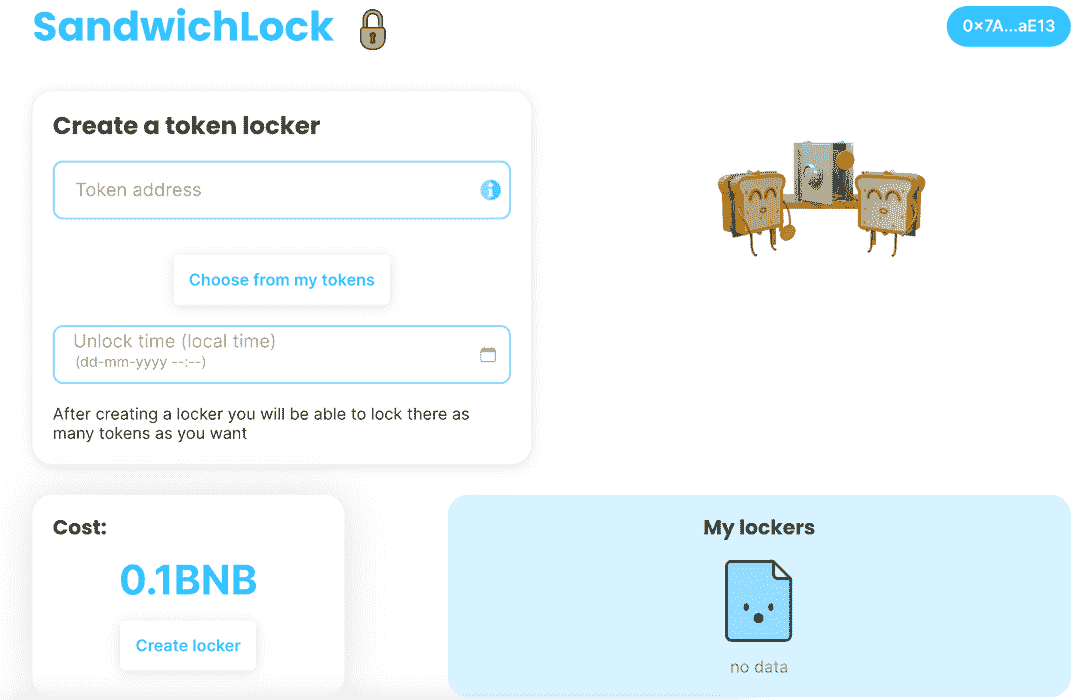 SandwichLock
0×7A...aE13
Create a token locker
Token address
Choose from my tokens
Unlock time (local time)
(dd-mm-yyyy --:--)
After creating a locker you will be able to lock there as
many tokens as you want
Cost:
0.1BNB
Create locker
My lockers
no data